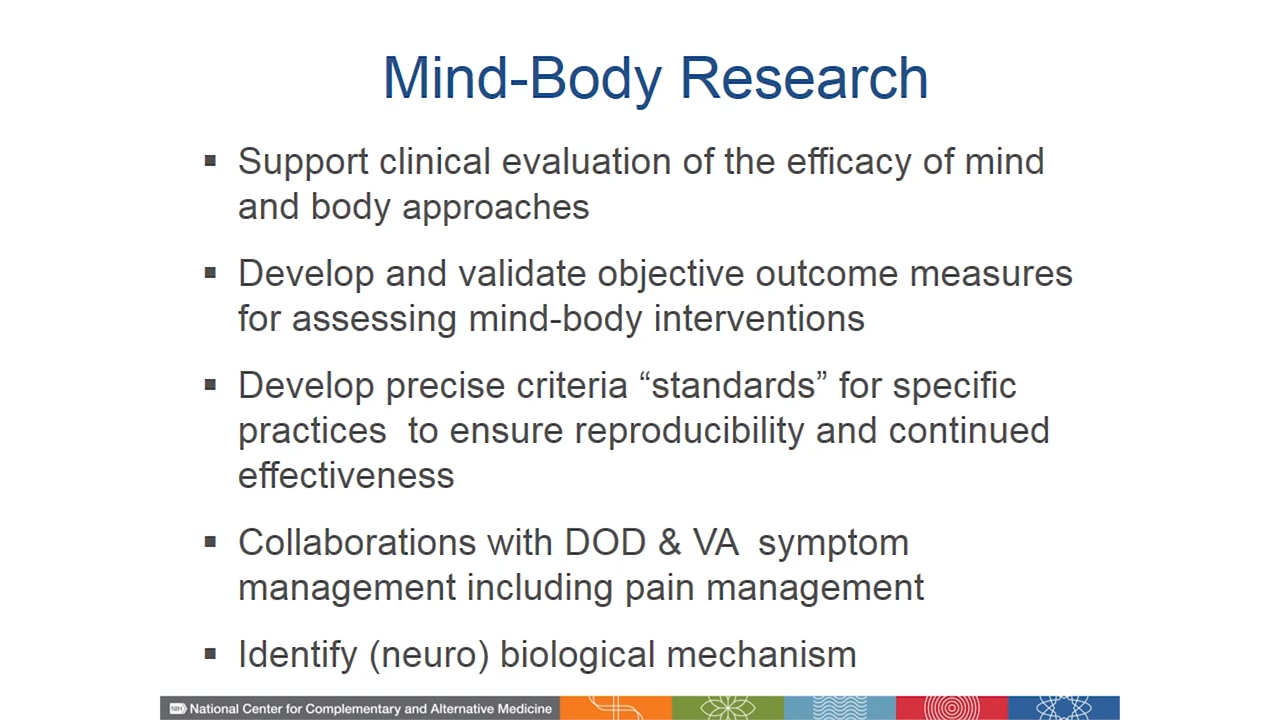 Mind-Body Research
▪ Support clinical evaluation of the efficacy of mind
and body approaches
▪ Develop and validate objective outcome measures
for assessing mind-body interventions
▪ Develop precise criteria “standards” for specific
practices  to ensure reproducibility and continued
effectiveness
▪ Collaborations with DOD & VA  symptom
management including pain management
▪ Identify (neuro) biological mechanism
NIH National Center for Complementary and Alternative Medicine